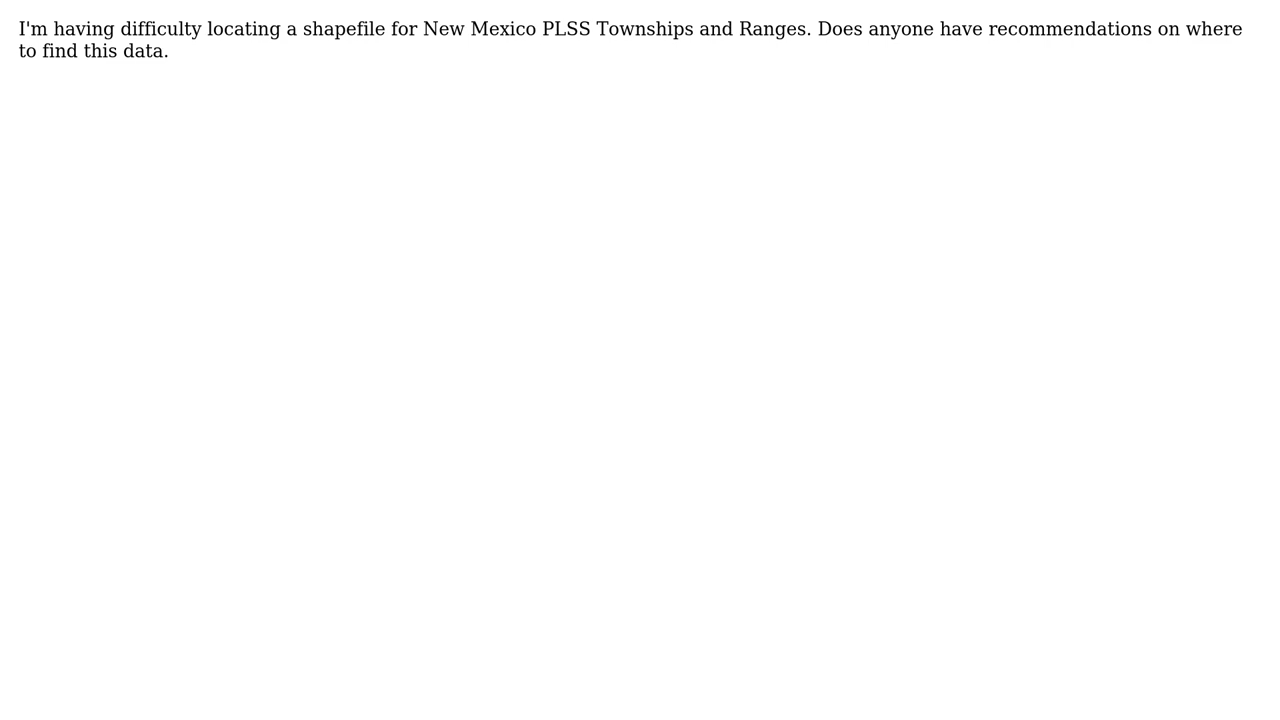 I'm having difficulty locating a shapefile for New Mexico PLSS Townships and Ranges. Does anyone have recommendations on where
to find this data.